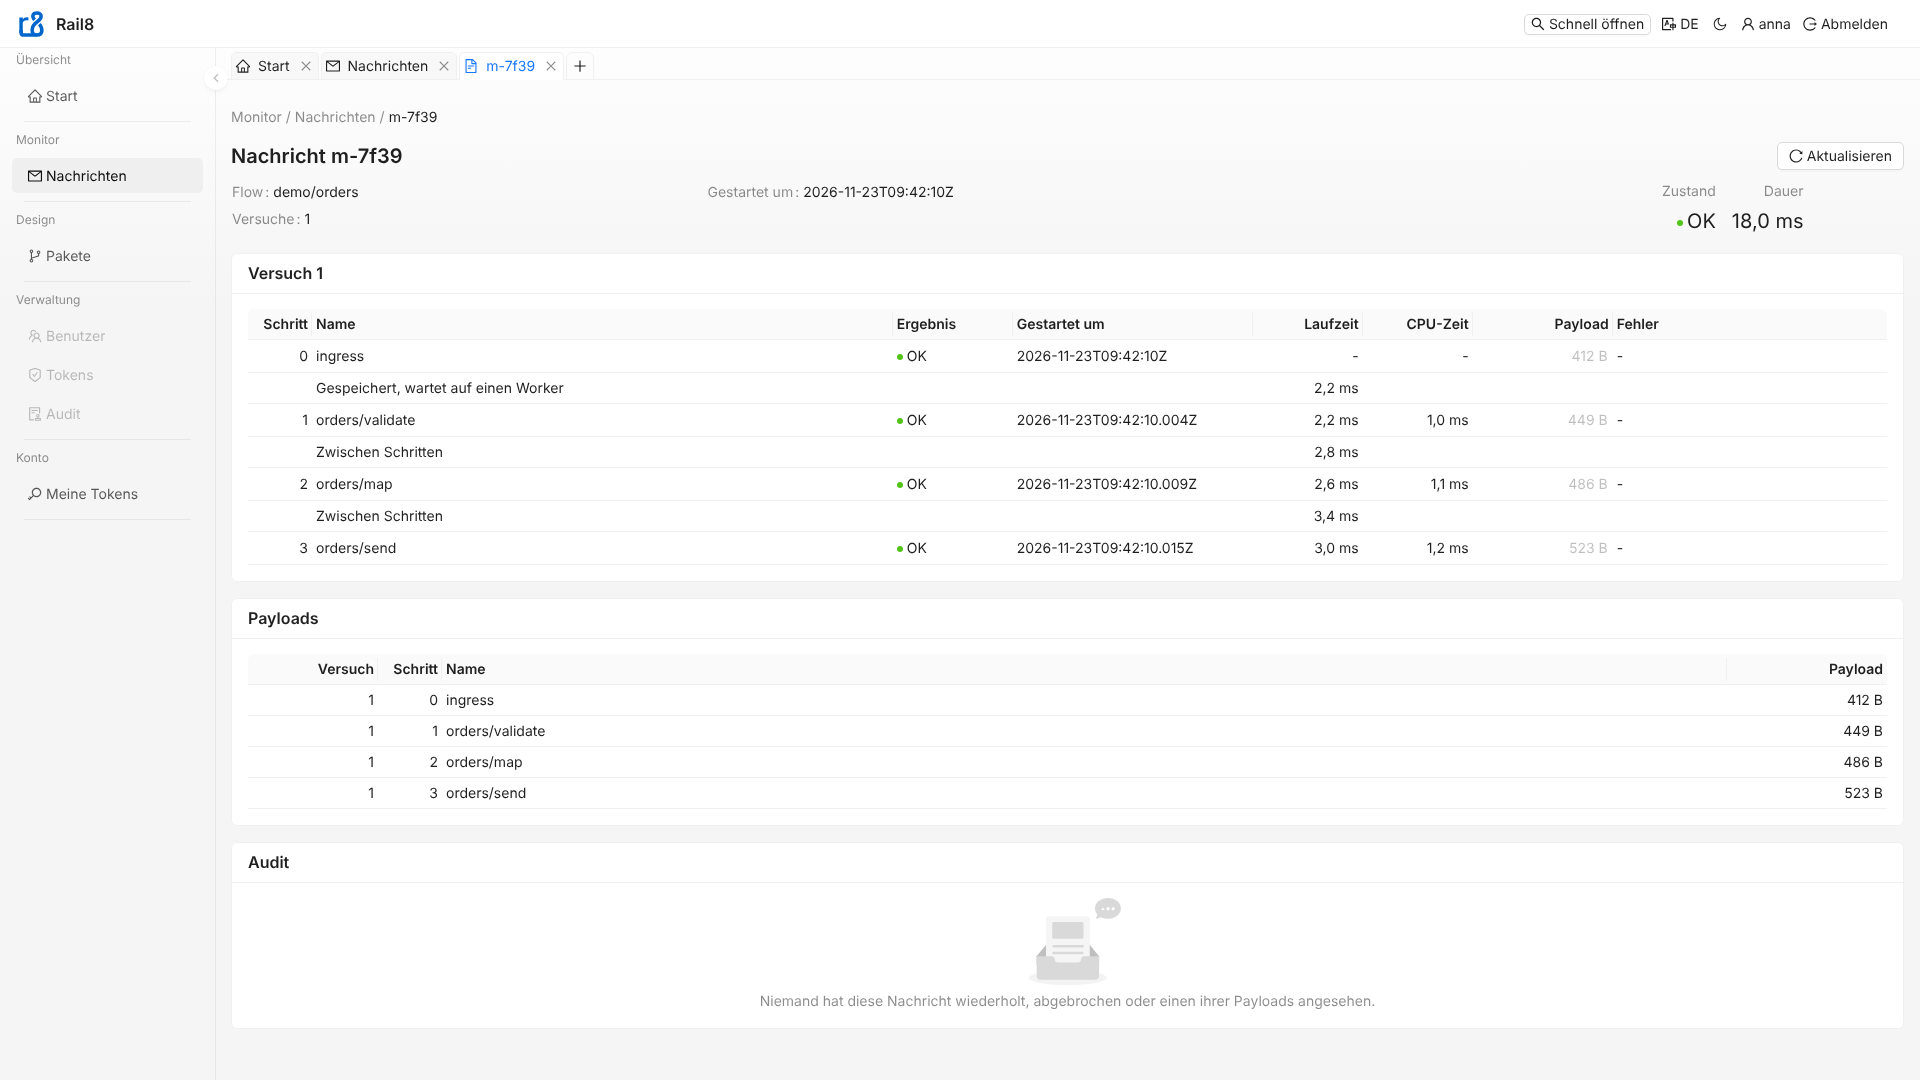 Rail8
Schnell öffnen DE anna Abmelden
Übersicht
Start
Monitor
Nachrichten
Design
Pakete
Verwaltung
Benutzer
Tokens
Audit
Konto
Meine Tokens
Start Nachrichten m-7f39
Monitor / Nachrichten / m-7f39
Nachricht m-7f39
Aktualisieren
Flow : demo/orders Gestartet um : 2026-11-23T09:42:10Z
Versuche : 1
Zustand Dauer
OK 18,0 ms
Versuch 1
Schritt Name Ergebnis Gestartet um Laufzeit CPU-Zeit Payload Fehler
0 ingress OK 2026-11-23T09:42:10Z - - 412 B -
Gespeichert, wartet auf einen Worker 2,2 ms
1 orders/validate OK 2026-11-23T09:42:10.004Z 2,2 ms 1,0 ms 449 B -
Zwischen Schritten 2,8 ms
2 orders/map OK 2026-11-23T09:42:10.009Z 2,6 ms 1,1 ms 486 B -
Zwischen Schritten 3,4 ms
3 orders/send OK 2026-11-23T09:42:10.015Z 3,0 ms 1,2 ms 523 B -
Payloads
Versuch Schritt Name Payload
1 0 ingress 412 B
1 1 orders/validate 449 B
1 2 orders/map 486 B
1 3 orders/send 523 B
Audit
Niemand hat diese Nachricht wiederholt, abgebrochen oder einen ihrer Payloads angesehen.